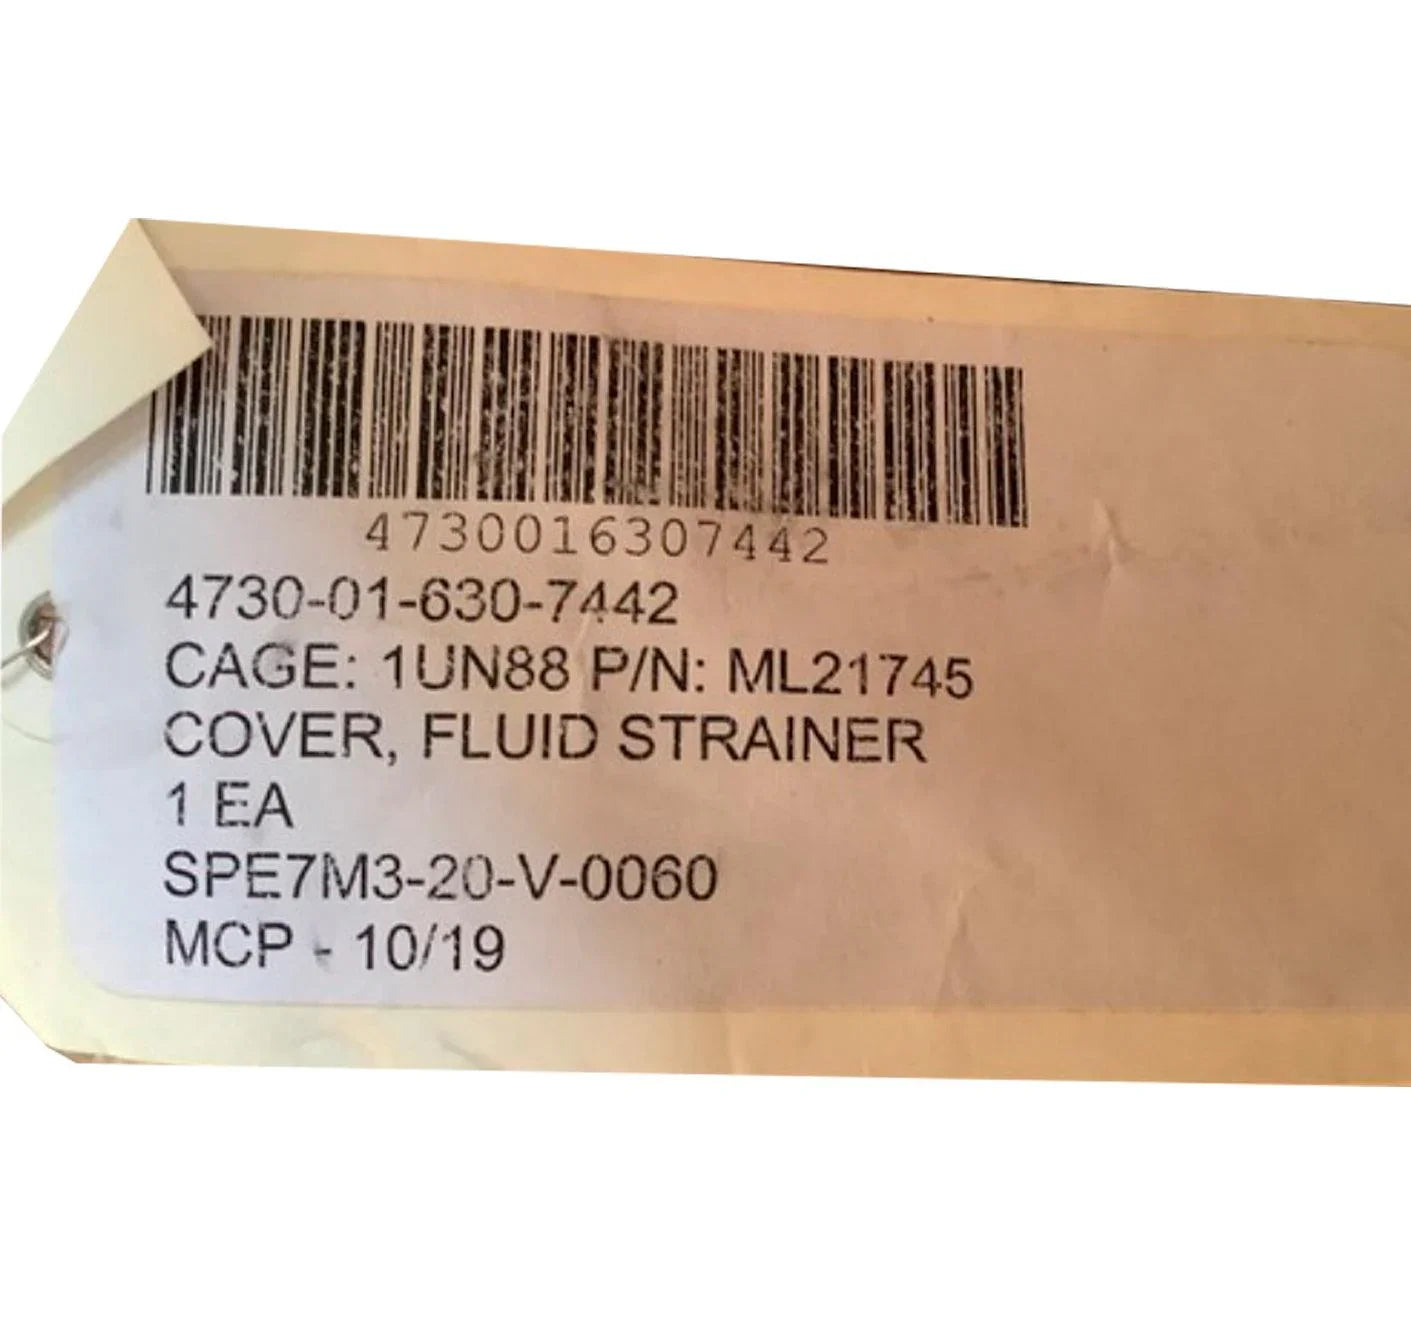 4730016307442
4730-01-630-7442
CAGE: 1UN88 P/N: ML21745
COVER, FLUID STRAINER
1 EA
SPE7M3-20-V-0060
MCP - 10/19